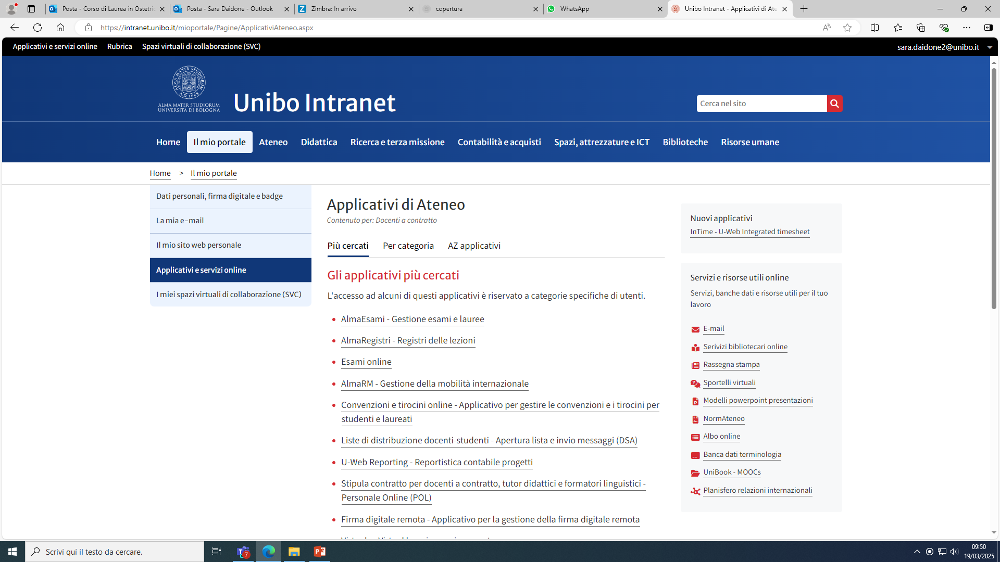 Posta - Corso di Laurea in Ostetric
Posta - Sara Daidone - Outlook
Zimbra: In arrivo
copertura
WhatsApp
Unibo Intranet - Applicativi di Ate
https://intranet.unibo.it/mioportale/Pagine/ApplicativiAteneo.aspx
Applicativi e servizi online
Rubrica
Spazi virtuali di collaborazione (SVC)
sara.daidone2@unibo.it
ALMA MATER STUDIORUM
A.D. 1088
ALMA MATER STUDIORUM
UNIVERSITÀ DI BOLOGNA
Unibo Intranet
Cerca nel sito
Home
Il mio portale
Ateneo
Didattica
Ricerca e terza missione
Contabilità e acquisti
Spazi, attrezzature e ICT
Biblioteche
Risorse umane
Home > Il mio portale
Dati personali, firma digitale e badge
La mia e-mail
Il mio sito web personale
Applicativi e servizi online
I miei spazi virtuali di collaborazione (SVC)
Applicativi di Ateneo
Contenuto per: Docenti a contratto
Più cercati
Per categoria
AZ applicativi
Gli applicativi più cercati
L'accesso ad alcuni di questi applicativi è riservato a categorie specifiche di utenti.
AlmaEsami - Gestione esami e lauree
AlmaRegistri - Registri delle lezioni
Esami online
AlmaRM - Gestione della mobilità internazionale
Convenzioni e tirocini online - Applicativo per gestire le convenzioni e i tirocini per
studenti e laureati
Liste di distribuzione docenti-studenti - Apertura lista e invio messaggi (DSA)
U-Web Reporting - Reportistica contabile progetti
Stipula contratto per docenti a contratto, tutor didattici e formatori linguistici -
Personale Online (POL)
Firma digitale remota - Applicativo per la gestione della firma digitale remota
Nuovi applicativi
InTime - U-Web Integrated timesheet
Servizi e risorse utili online
Servizi, banche dati e risorse utili per il tuo
lavoro
E-mail
Serivizi bibliotecari online
Rassegna stampa
Sportelli virtuali
Modelli powerpoint presentazioni
NormAteneo
Albo online
Banca dati terminologia
UniBook - MOOCs
Planisfero relazioni internazionali
Scrivi qui il testo da cercare.
7
09:50
19/03/2025